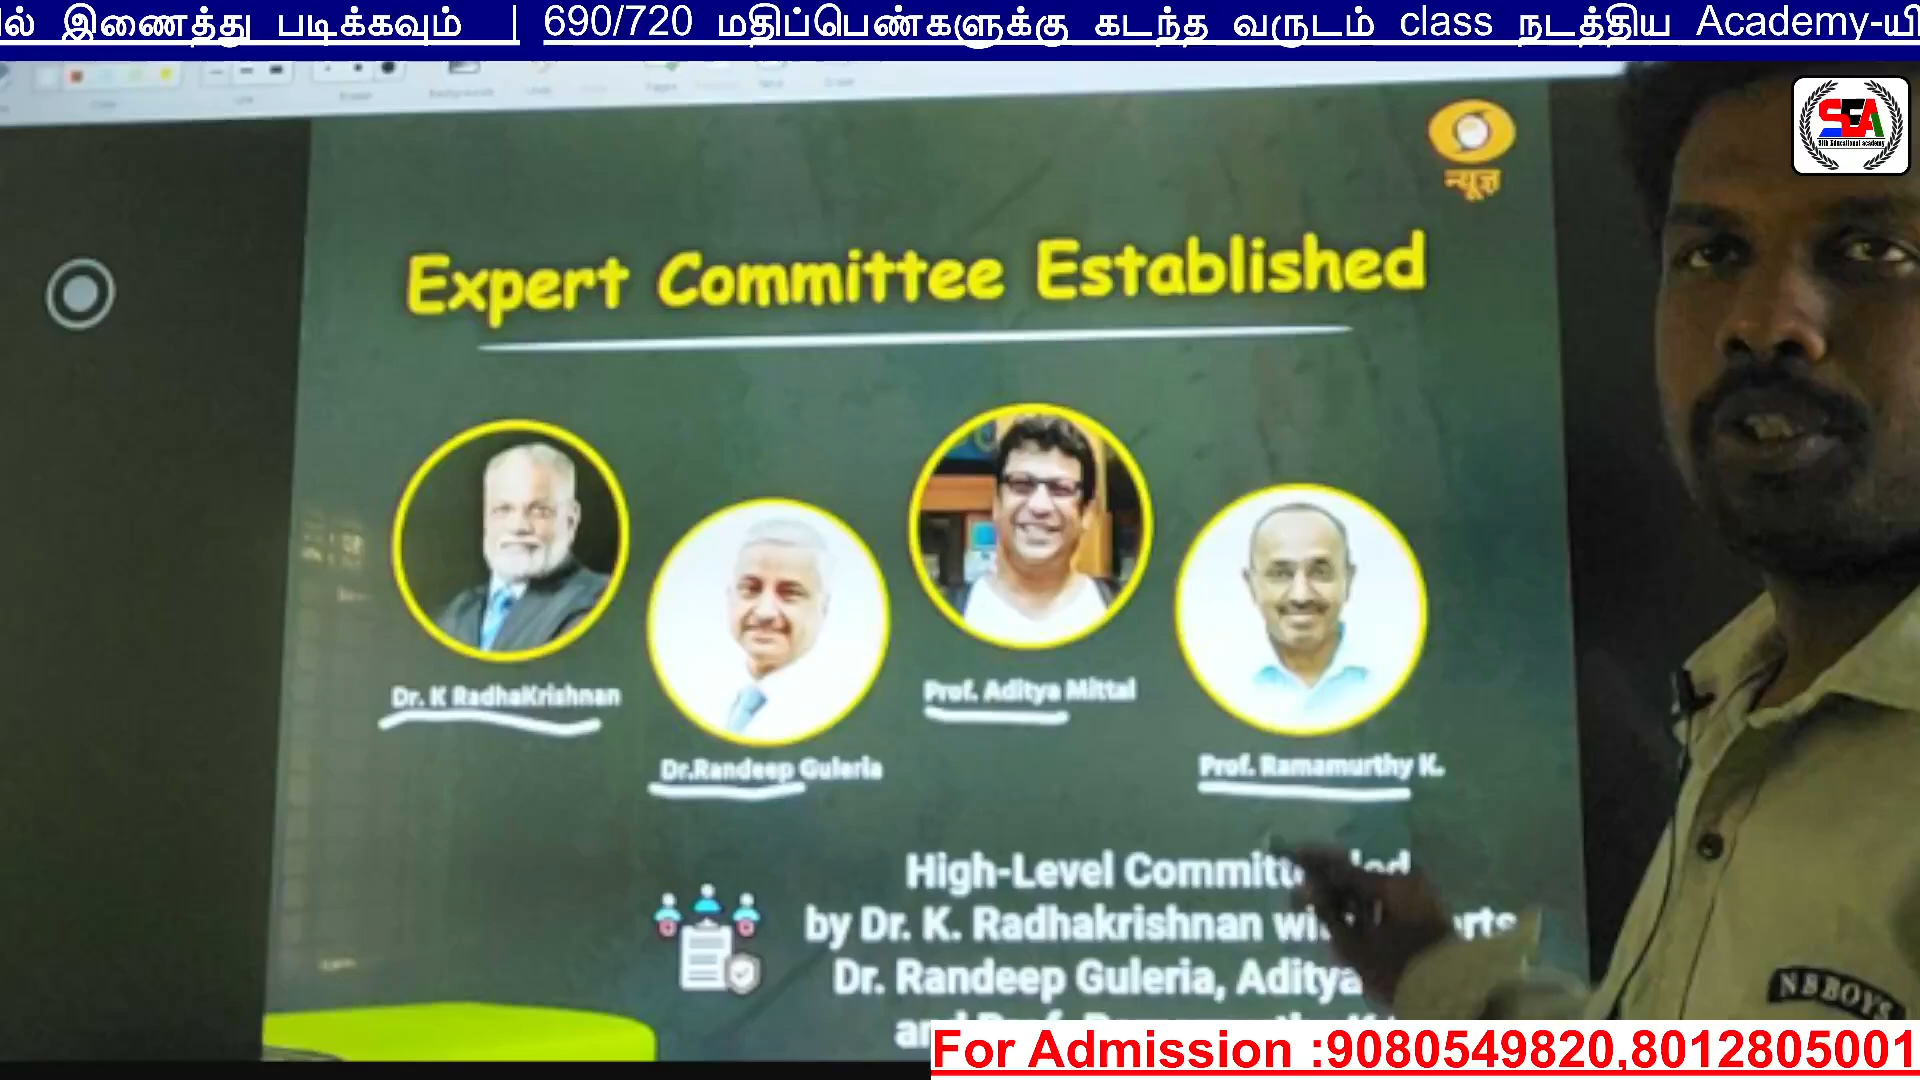 ல் இணைத்து படிக்கவும் | 690/720 மதிப்பெண்களுக்கு கடந்த வருடம் class நடத்திய Academy-யி
SEA
न्यूज़
Expert Committee Established
Dr. K RadhaKrishnan
Prof. Aditya Mittal
Dr.Randeep Guleria
Prof. Ramamurthy K.
High-Level Committ
by Dr. K. Radhakrishnan
Dr. Randeep Guleria, Aditya
NBBOYS
For Admission :9080549820,8012805001